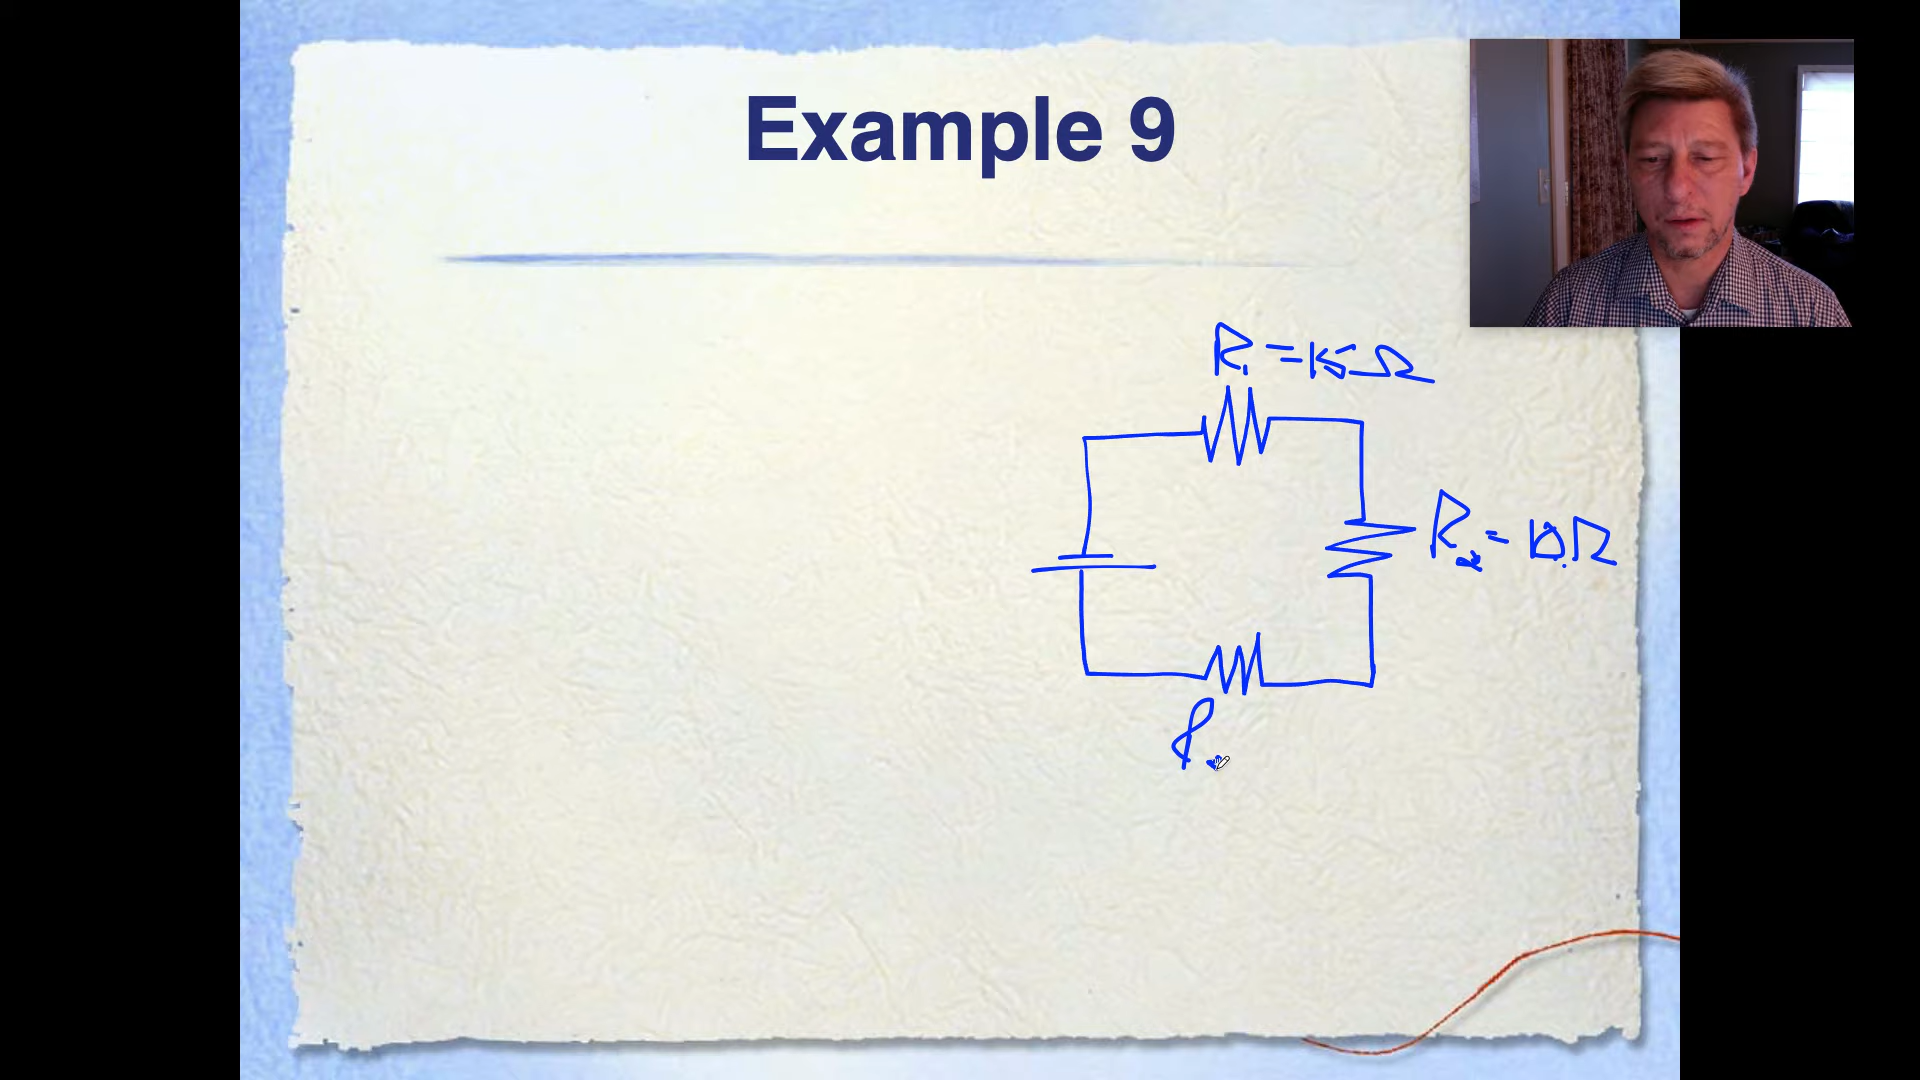 Example 9
R₁ = 15 Ω
R₂ = 10 Ω
R